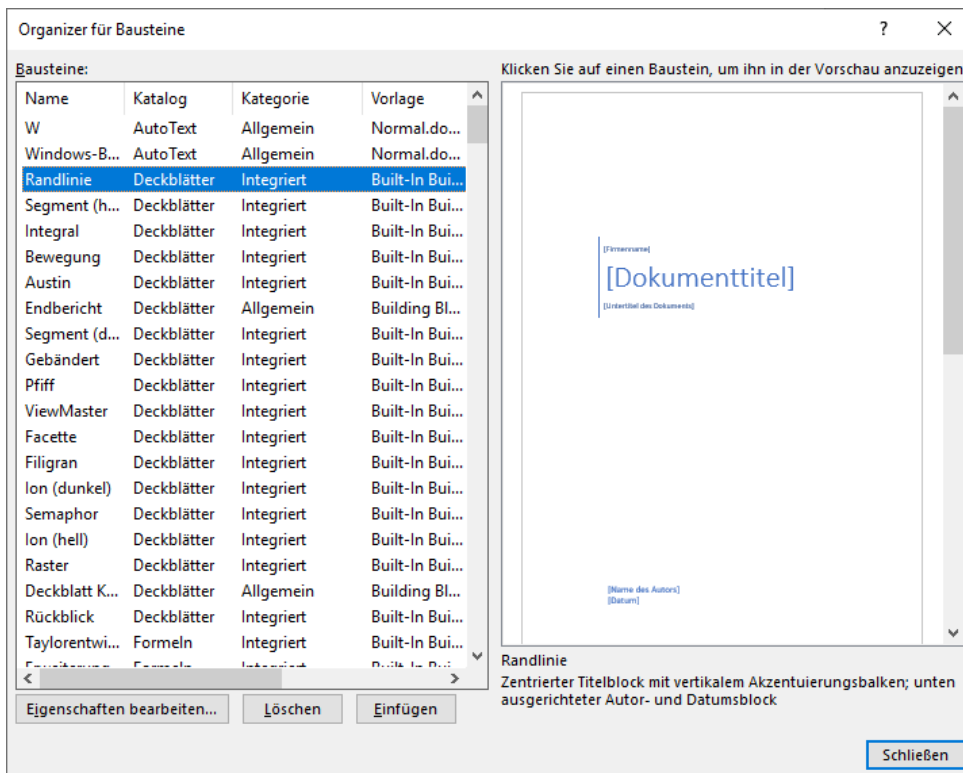 Organizer für Bausteine
Bausteine:
Klicken Sie auf einen Baustein, um ihn in der Vorschau anzuzeigen
Name Katalog Kategorie Vorlage
W AutoText Allgemein Normal.do...
Windows-B... AutoText Allgemein Normal.do...
Randlinie Deckblätter Integriert Built-In Bui...
Segment (h... Deckblätter Integriert Built-In Bui...
Integral Deckblätter Integriert Built-In Bui...
Bewegung Deckblätter Integriert Built-In Bui...
Austin Deckblätter Integriert Built-In Bui...
Endbericht Deckblätter Allgemein Building Bl...
Segment (d... Deckblätter Integriert Built-In Bui...
Gebändert Deckblätter Integriert Built-In Bui...
Pfiff Deckblätter Integriert Built-In Bui...
ViewMaster Deckblätter Integriert Built-In Bui...
Facette Deckblätter Integriert Built-In Bui...
Filigran Deckblätter Integriert Built-In Bui...
Ion (dunkel) Deckblätter Integriert Built-In Bui...
Semaphor Deckblätter Integriert Built-In Bui...
Ion (hell) Deckblätter Integriert Built-In Bui...
Raster Deckblätter Integriert Built-In Bui...
Deckblatt K... Deckblätter Allgemein Building Bl...
Rückblick Deckblätter Integriert Built-In Bui...
Taylorentwi... Formeln Integriert Built-In Bui...
[Firmenname]
[Dokumenttitel]
[Untertitel des Dokuments]
[Name des Autors]
[Datum]
Randlinie
Zentrierter Titelblock mit vertikalem Akzentuierungsbalken; unten
ausgerichteter Autor- und Datumsblock
Eigenschaften bearbeiten... Löschen Einfügen
Schließen